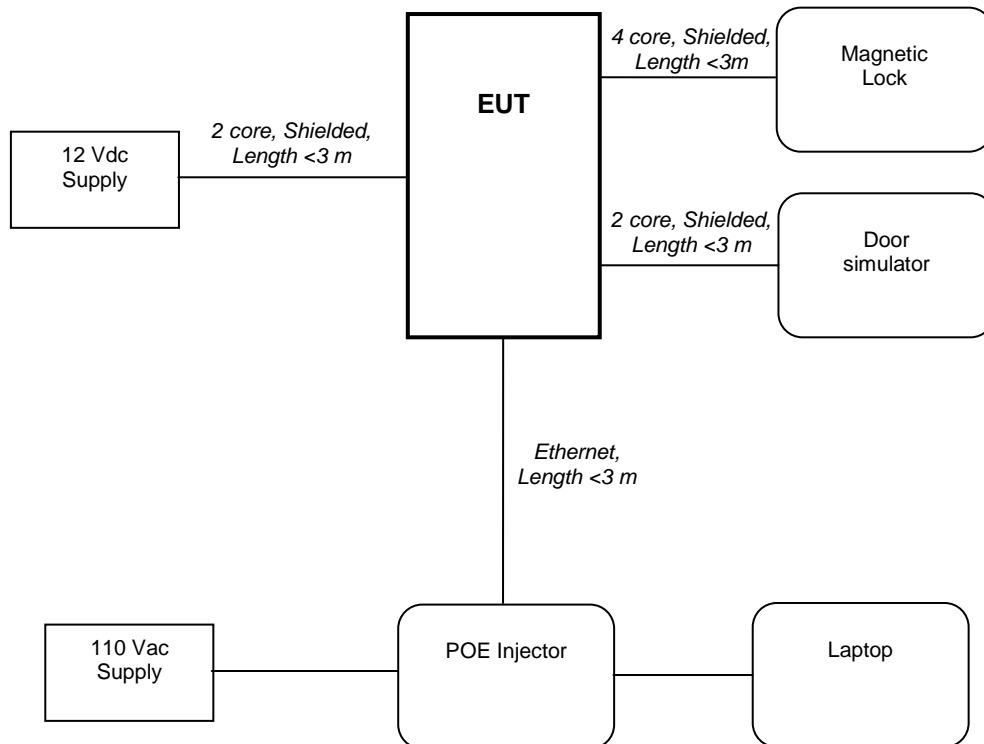 4 core, Shielded,
Length <3m
Magnetic
Lock
EUT
2 core, Shielded,
Length <3 m
12 Vdc
Supply
2 core, Shielded,
Length <3 m
Door
simulator
Ethernet,
Length <3 m
110 Vac
Supply
POE Injector
Laptop